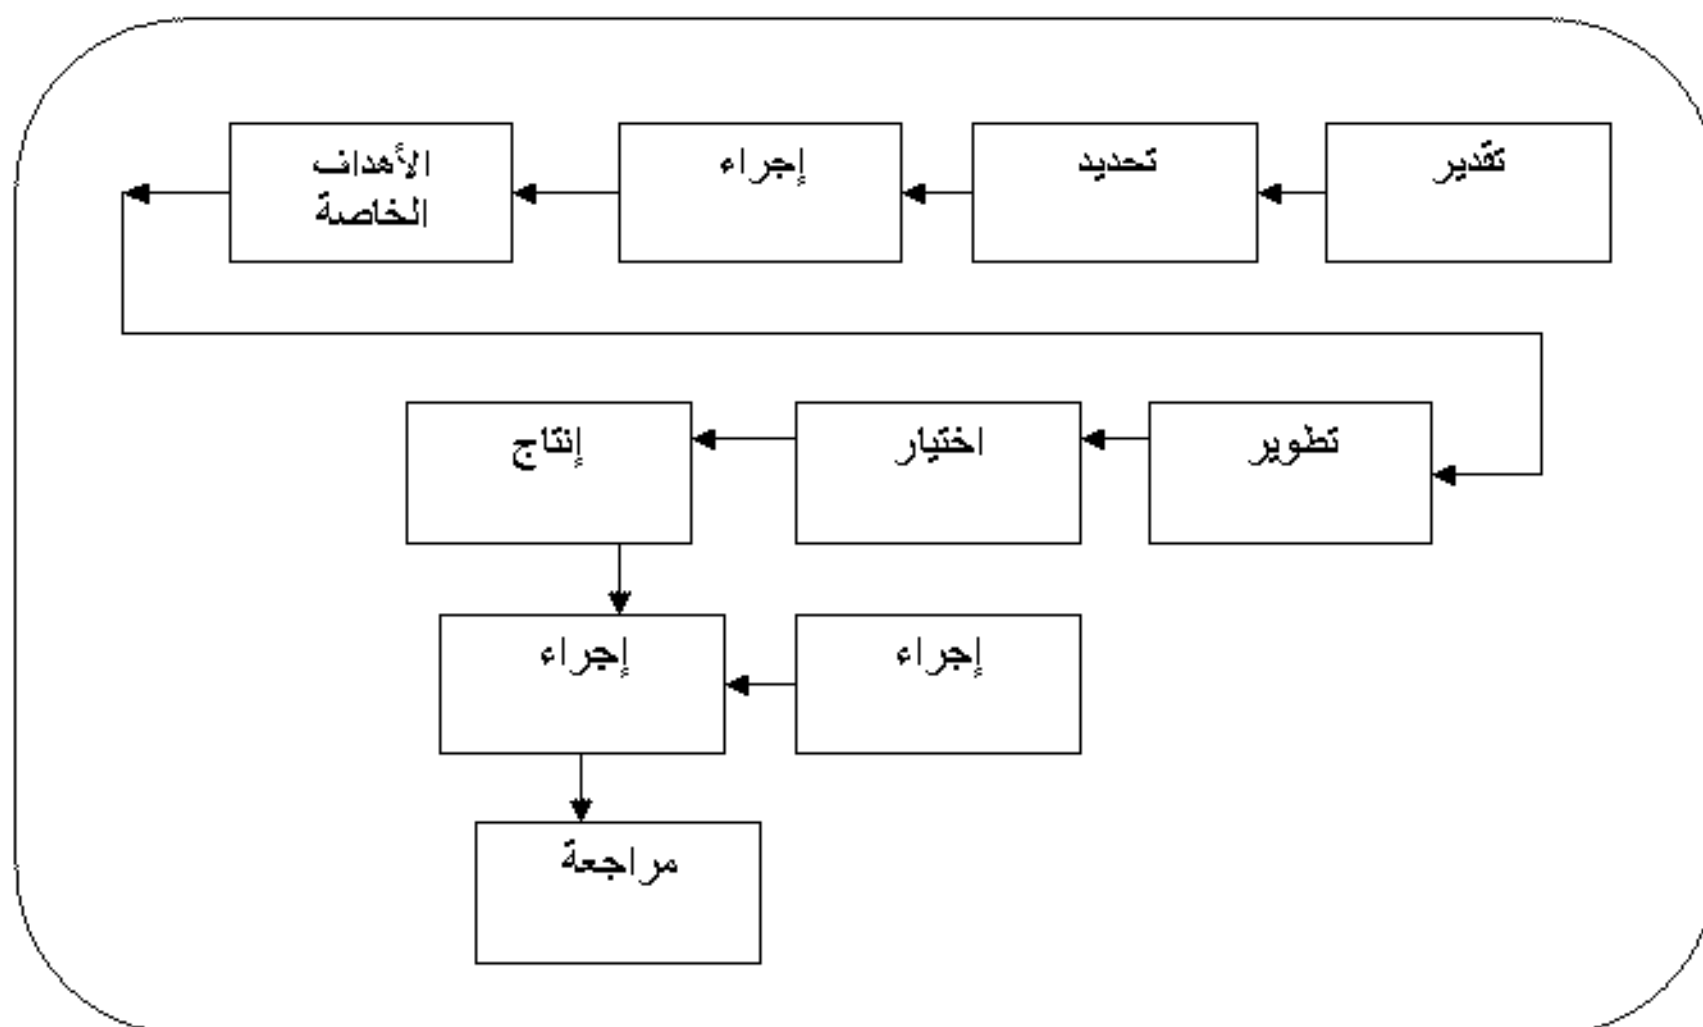 تقدير
تحديد
إجراء
الأهداف
الخاصة
تطوير
اختيار
إنتاج
إجراء
إجراء
مراجعة